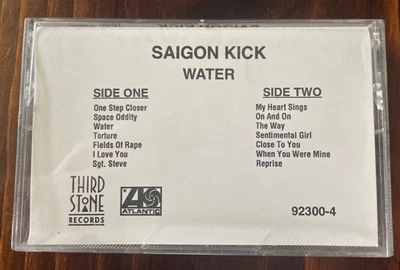 SAIGON KICK
WATER
SIDE ONE
One Step Closer
Space Oddity
Water
Torture
Fields Of Rape
I Love You
Sgt. Steve
SIDE TWO
My Heart Sings
On And On
The Way
Sentimental Girl
Close To You
When You Were Mine
Reprise
THIRD
STONE
RECORDS
ATLANTIC
92300-4